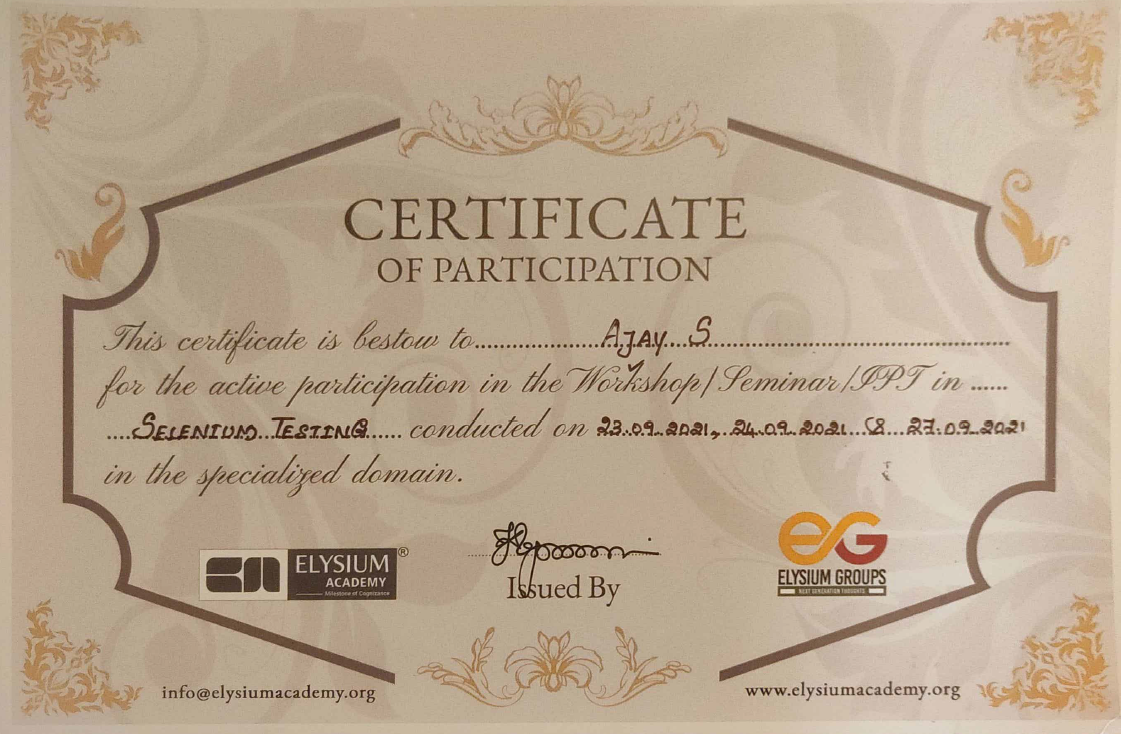 CERTIFICATE
OF PARTICIPATION
This certificate is bestow to..................AJAY...S..............................................
for the active participation in the Workshop/Seminar/IPT in ......
....SELENIUM...TESTING...... conducted on 23.09.2021, 24.09.2021 & 27.09.2021
in the specialized domain.
ELYSIUM®
ACADEMY
Milestone of Cognizance
Issued By
EG
ELYSIUM GROUPS
NEXT GENERATION THOUGHTS
info@elysiumacademy.org
www.elysiumacademy.org